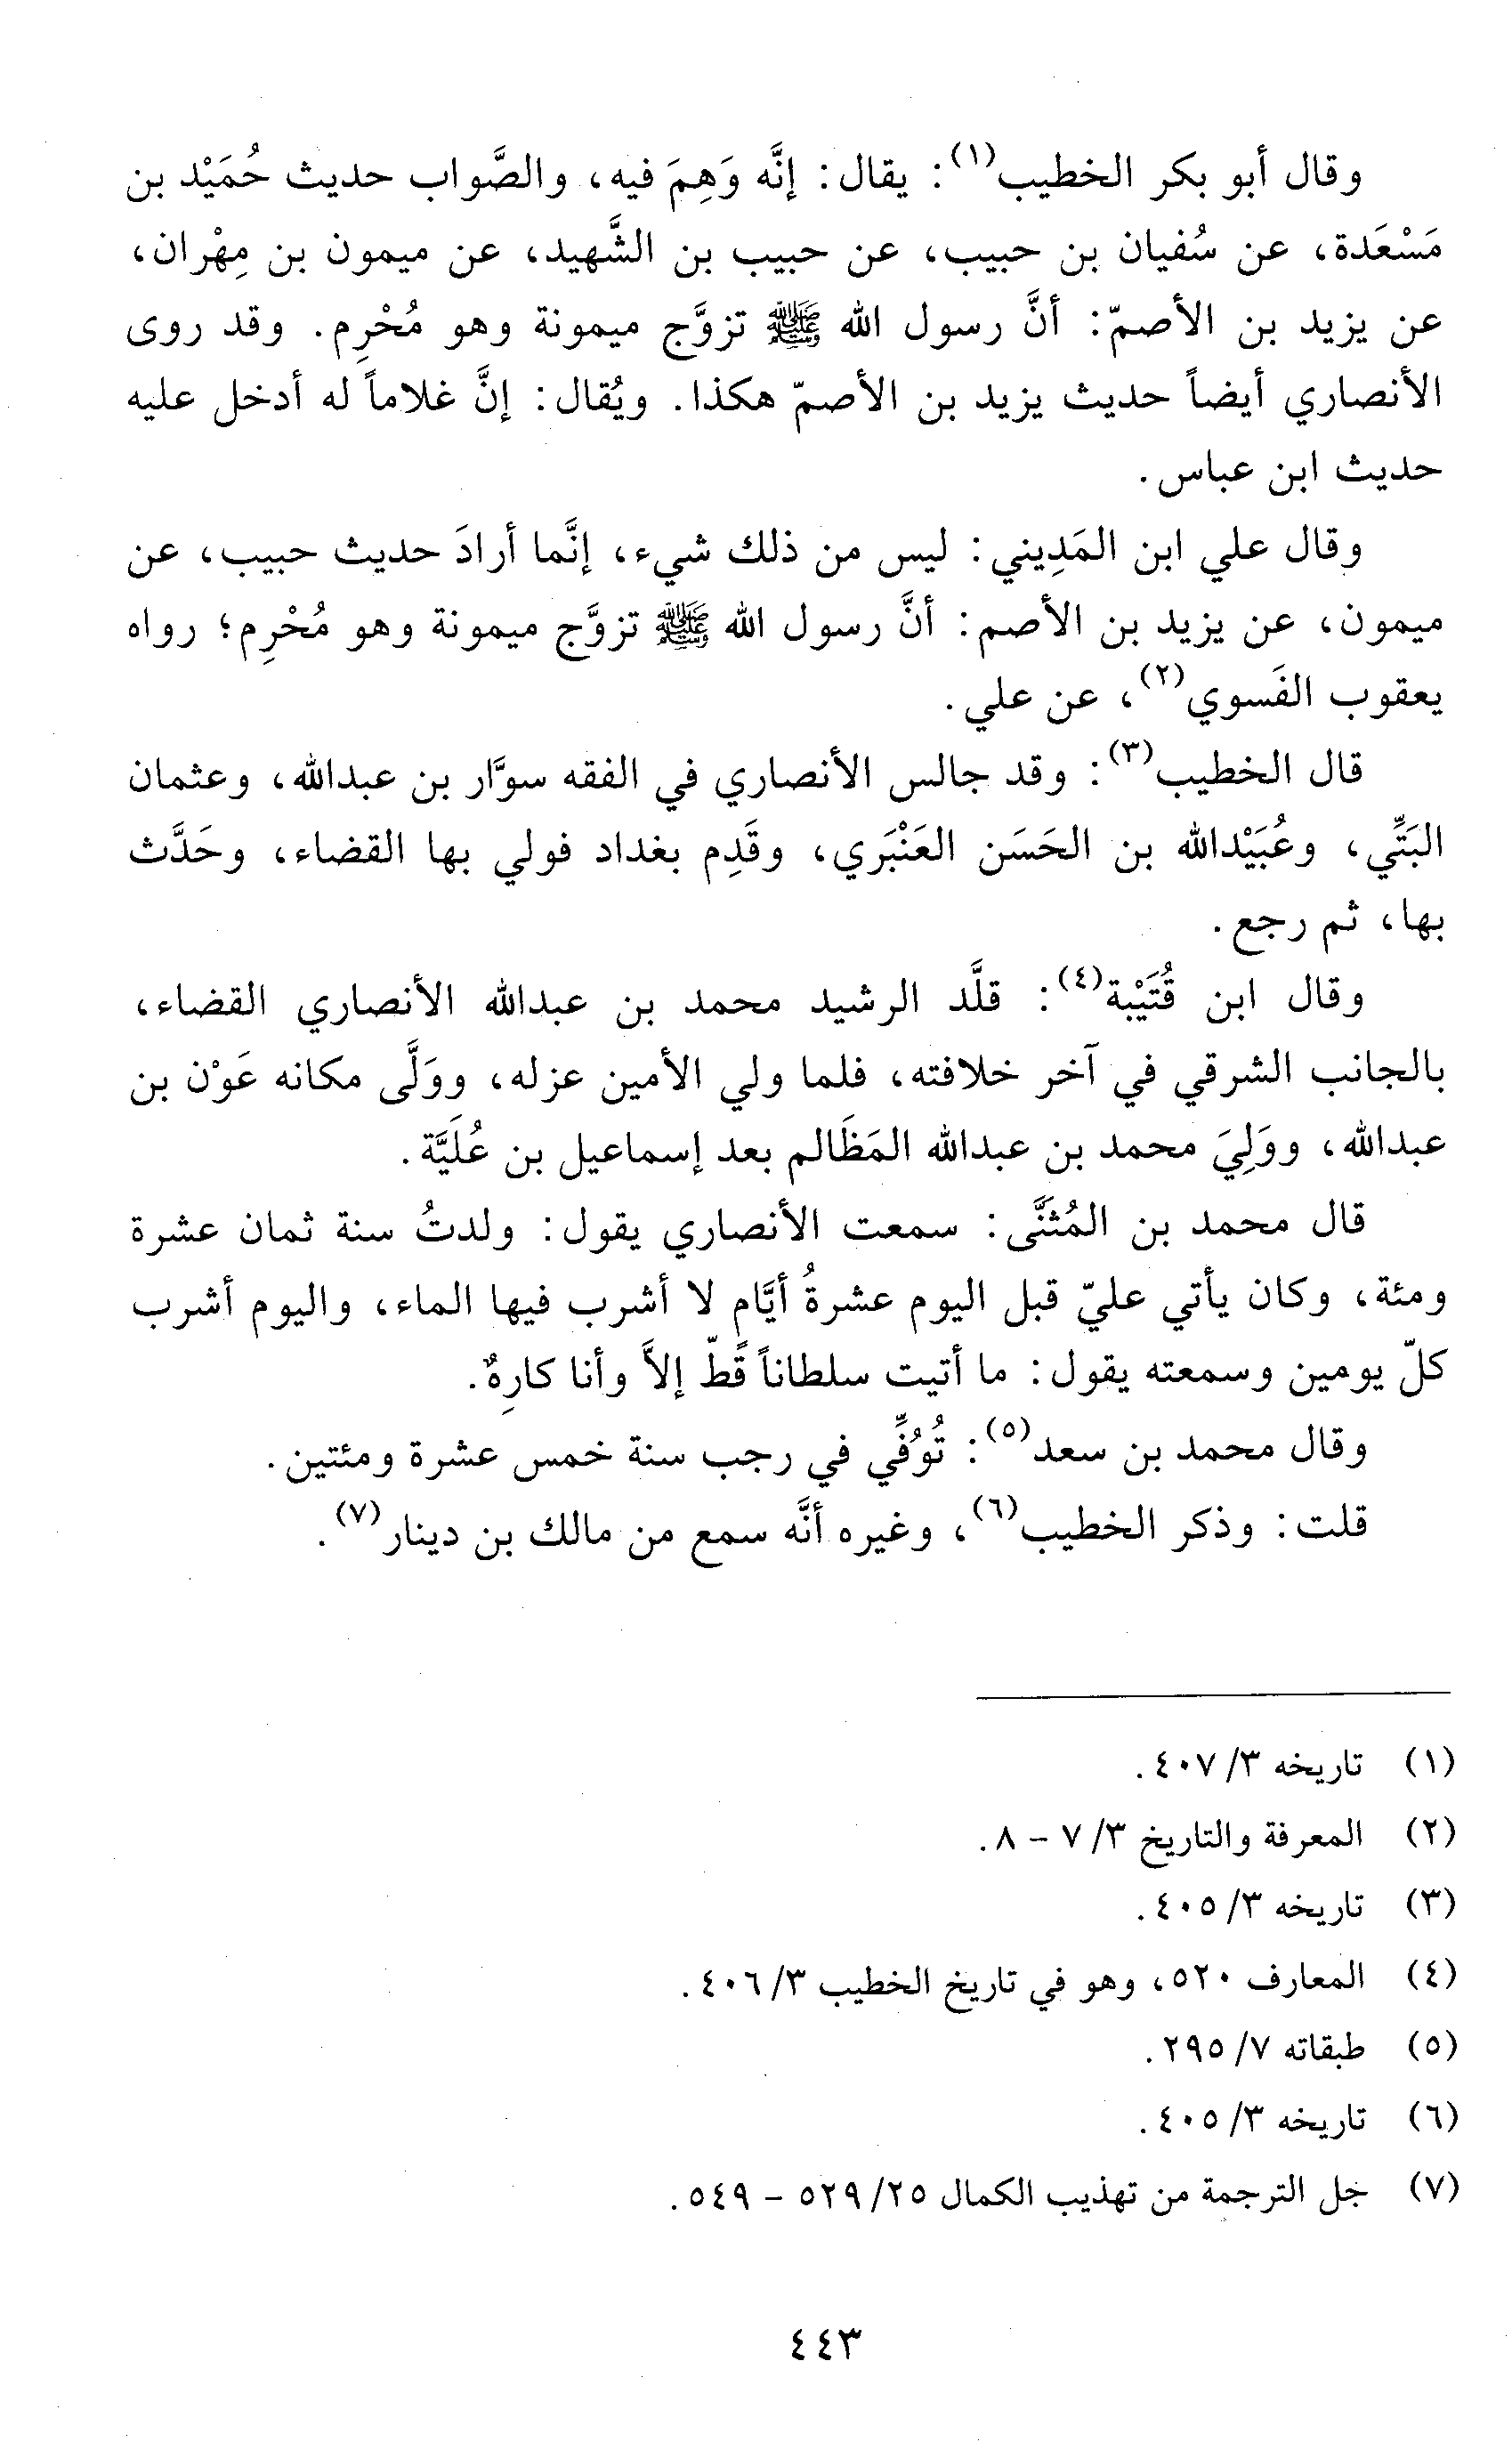 وقال أبو بكر الخطيب(١): يقال: إنَّه وَهِمَ فيه، والصَّواب حديث حُمَيْد بن
مَسْعَدة، عن سُفيان بن حبيب، عن حبيب بن الشَّهيد، عن ميمون بن مِهْران،
عن يزيد بن الأصمّ: أنَّ رسول الله ﷺ تزوَّج ميمونة وهو مُحْرِم. وقد روى
الأنصاري أيضاً حديث يزيد بن الأصمّ هكذا. ويُقال: إنَّ غلاماً له أدخل عليه
حديث ابن عباس.
وقال علي ابن المَدِيني: ليس من ذلك شيء، إنَّما أرادَ حديث حبيب، عن
ميمون، عن يزيد بن الأصم: أنَّ رسول الله ﷺ تزوَّج ميمونة وهو مُحْرِم؛ رواه
يعقوب الفَسوي(٢)، عن علي.
قال الخطيب(٣): وقد جالس الأنصاري في الفقه سوَّار بن عبدالله، وعثمان
البَتِّي، وعُبَيْدالله بن الحَسَن العَنْبَري، وقَدِم بغداد فولي بها القضاء، وحَدَّث
بها، ثم رجع.
وقال ابن قُتَيْبة(٤): قلَّد الرشيد محمد بن عبدالله الأنصاري القضاء،
بالجانب الشرقي في آخر خلافته، فلما ولي الأمين عزله، ووَلَّى مكانه عَوْن بن
عبدالله، ووَلِيَ محمد بن عبدالله المَظَالم بعد إسماعيل بن عُلَيَّة.
قال محمد بن المُثنَّى: سمعت الأنصاري يقول: ولدتُ سنة ثمان عشرة
ومئة، وكان يأتي عليّ قبل اليوم عشرةُ أيَّام لا أشرب فيها الماء، واليوم أشرب
كلّ يومين وسمعته يقول: ما أتيت سلطاناً قًطّ إلاَّ وأنا كارِهٌ.
وقال محمد بن سعد(٥): تُوُفِّي في رجب سنة خمس عشرة ومئتين.
قلت: وذكر الخطيب(٦)، وغيره أنَّه سمع من مالك بن دينار(٧).
(١) تاريخه ٣/ ٤٠٧.
(٢) المعرفة والتاريخ ٣/ ٧ - ٨.
(٣) تاريخه ٣/ ٤٠٥.
(٤) المعارف ٥٢٠، وهو في تاريخ الخطيب ٣/ ٤٠٦.
(٥) طبقاته ٧/ ٢٩٥.
(٦) تاريخه ٣/ ٤٠٥.
(٧) جل الترجمة من تهذيب الكمال ٢٥/ ٥٢٩ - ٥٤٩.
٤٤٣